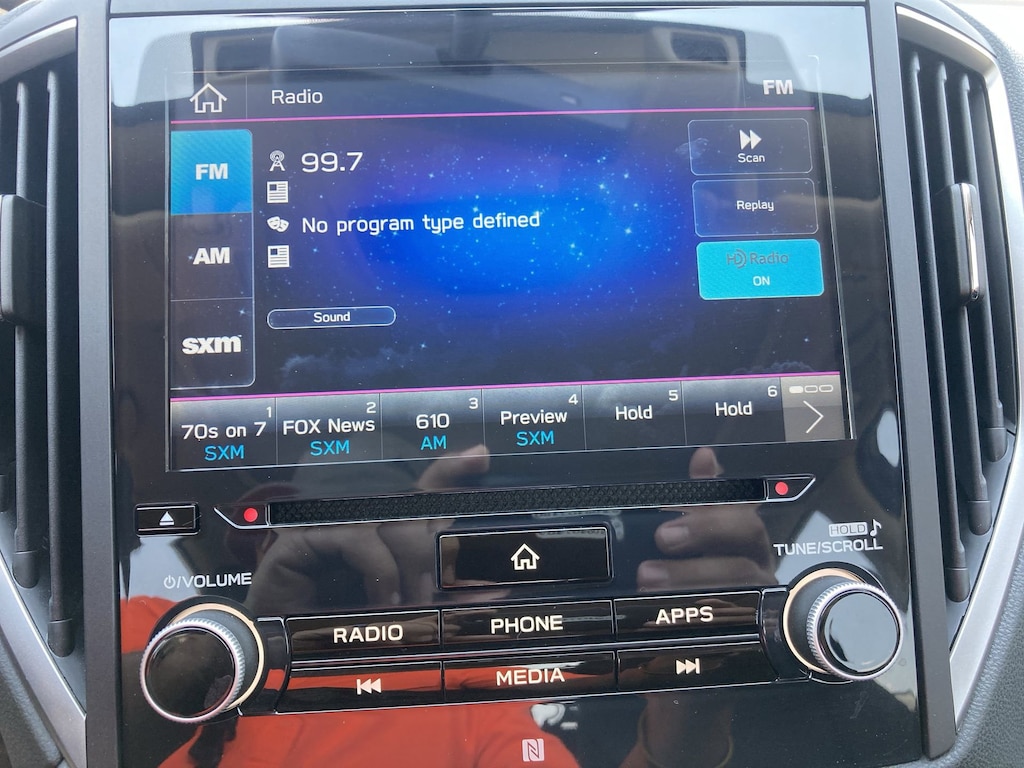 Radio
FM
FM
AM
sxm
99.7
No program type defined
Sound
Scan
Replay
HD Radio
ON
1
70s on 7
SXM
2
FOX News
SXM
3
610
AM
4
Preview
SXM
5
Hold
6
Hold
HOLD
TUNE/SCROLL
/VOLUME
RADIO
PHONE
APPS
MEDIA
N